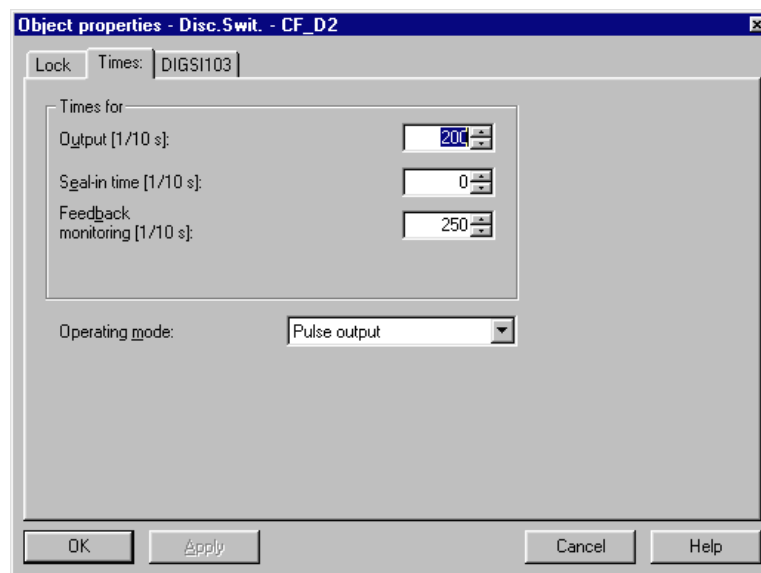 Object properties - Disc.Swit. - CF_D2
Lock Times: DIGSI103
Times for
Output [1/10 s]: 200
Seal-in time [1/10 s]: 0
Feedback
monitoring [1/10 s]: 250
Operating mode: Pulse output
OK Apply Cancel Help